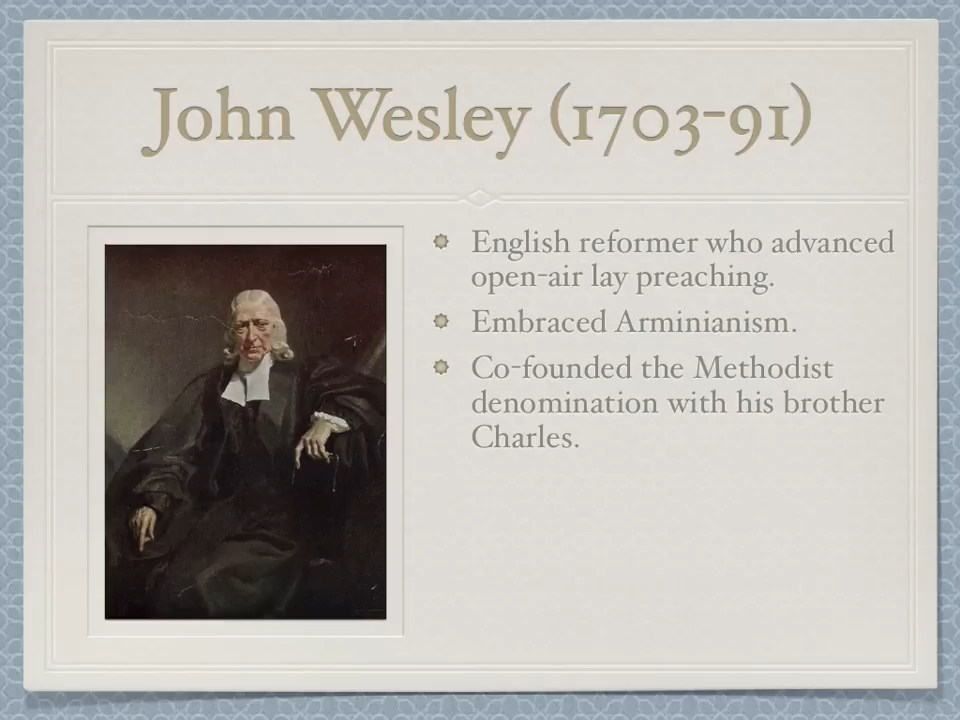 John Wesley (1703-91)
English reformer who advanced
open-air lay preaching.
Embraced Arminianism.
Co-founded the Methodist
denomination with his brother
Charles.